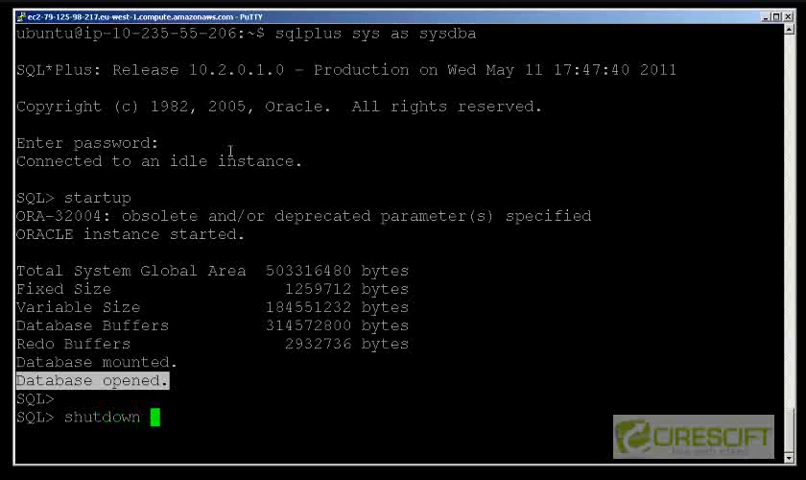 ec2-79-125-98-217.eu-west-1.compute.amazonaws.com - PuTTY
ubuntu@ip-10-235-55-206:~$ sqlplus sys as sysdba
SQL*Plus: Release 10.2.0.1.0 - Production on Wed May 11 17:47:40 2011
Copyright (c) 1982, 2005, Oracle.  All rights reserved.
Enter password:
Connected to an idle instance.
SQL> startup
ORA-32004: obsolete and/or deprecated parameter(s) specified
ORACLE instance started.
Total System Global Area  503316480 bytes
Fixed Size                  1259712 bytes
Variable Size             184551232 bytes
Database Buffers          314572800 bytes
Redo Buffers                2932736 bytes
Database mounted.
Database opened.
SQL>
SQL> shutdown